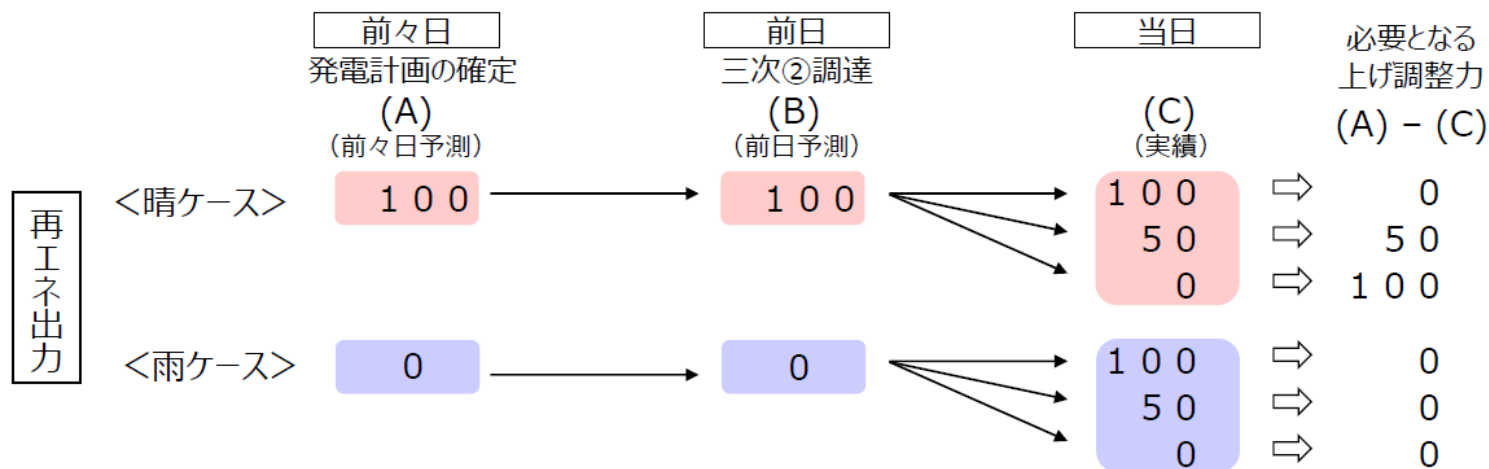 前々日
発電計画の確定
(A)
(前々日予測)
前日
三次②調達
(B)
(前日予測)
当日
(C)
(実績)
必要となる
上げ調整力
(A) – (C)
再エネ出力
<晴ケース>
100
100
100
0
50
50
0
100
<雨ケース>
0
0
100
0
50
0
0
0